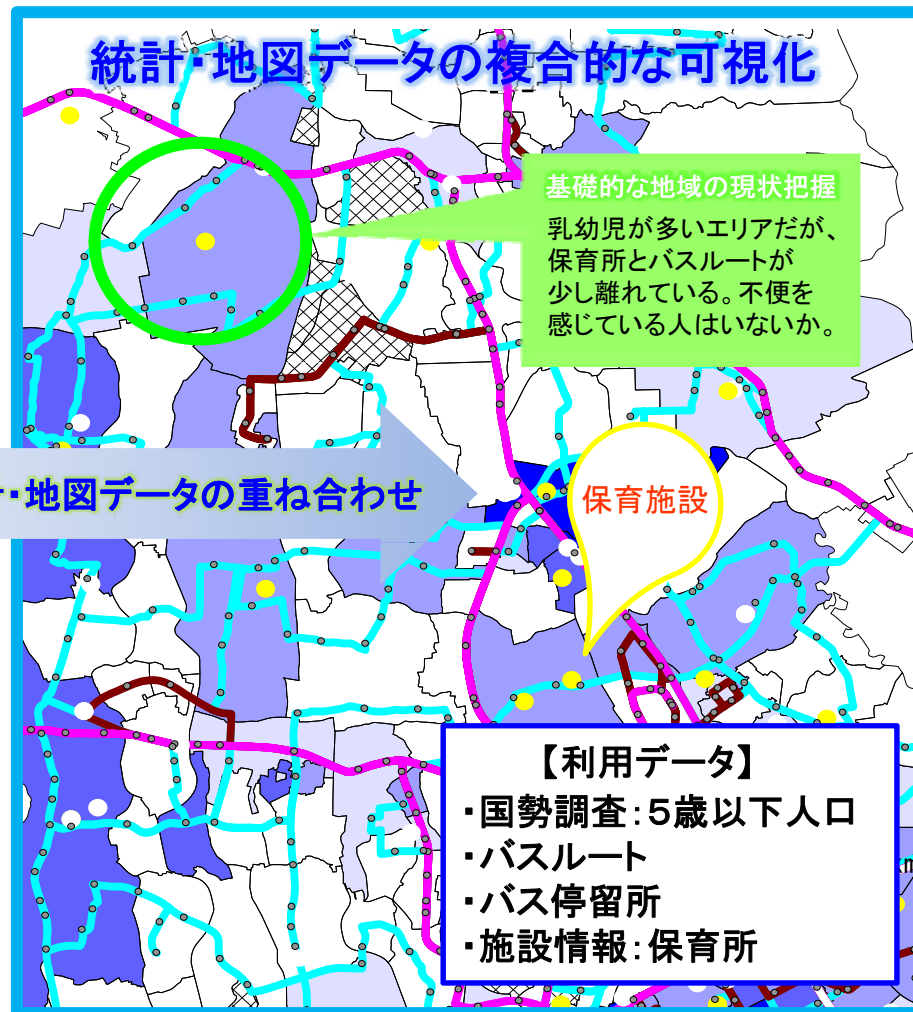 統計・地図データの複合的な可視化
基礎的な地域の現状把握
乳幼児が多いエリアだが、
保育所とバスルートが
少し離れている。不便を
感じている人はいないか。
・地図データの重ね合わせ
保育施設
【利用データ】
・国勢調査：５歳以下人口
・バスルート
・バス停留所
・施設情報：保育所